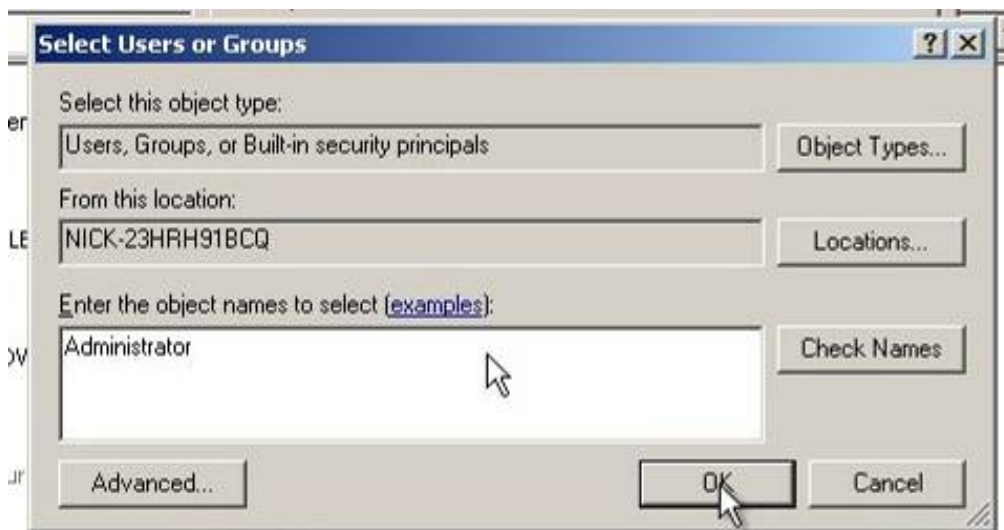 Select Users or Groups
Select this object type:
Users, Groups, or Built-in security principals
Object Types...
From this location:
NICK-23HRH91BCQ
Locations...
Enter the object names to select (examples):
Administrator
Check Names
Advanced...
OK
Cancel